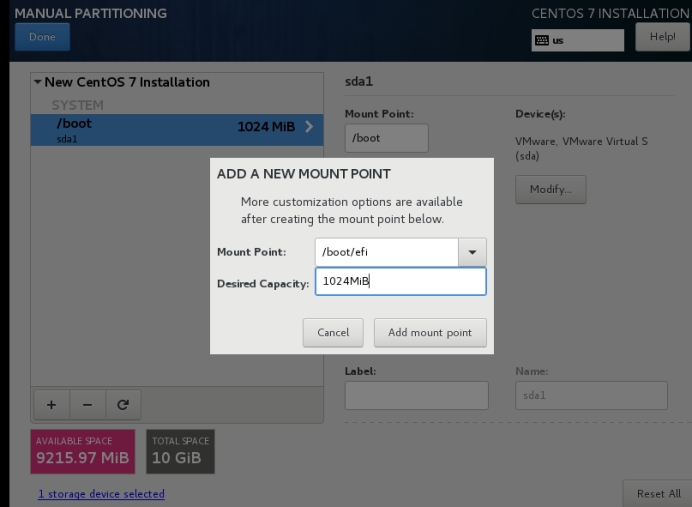 MANUAL PARTITIONING
CENTOS 7 INSTALLATION
Done
us
Help!
New CentOS 7 Installation
SYSTEM
/boot
1024 MiB
sda1
sda1
Mount Point:
/boot
Device(s):
VMware, VMware Virtual S
(sda)
Modify...
ADD A NEW MOUNT POINT
More customization options are available
after creating the mount point below.
Mount Point:
/boot/efi
Desired Capacity:
1024MiB
Cancel
Add mount point
Label:
Name:
sda1
+
−
AVAILABLE SPACE
9215.97 MiB
TOTAL SPACE
10 GiB
1 storage device selected
Reset All